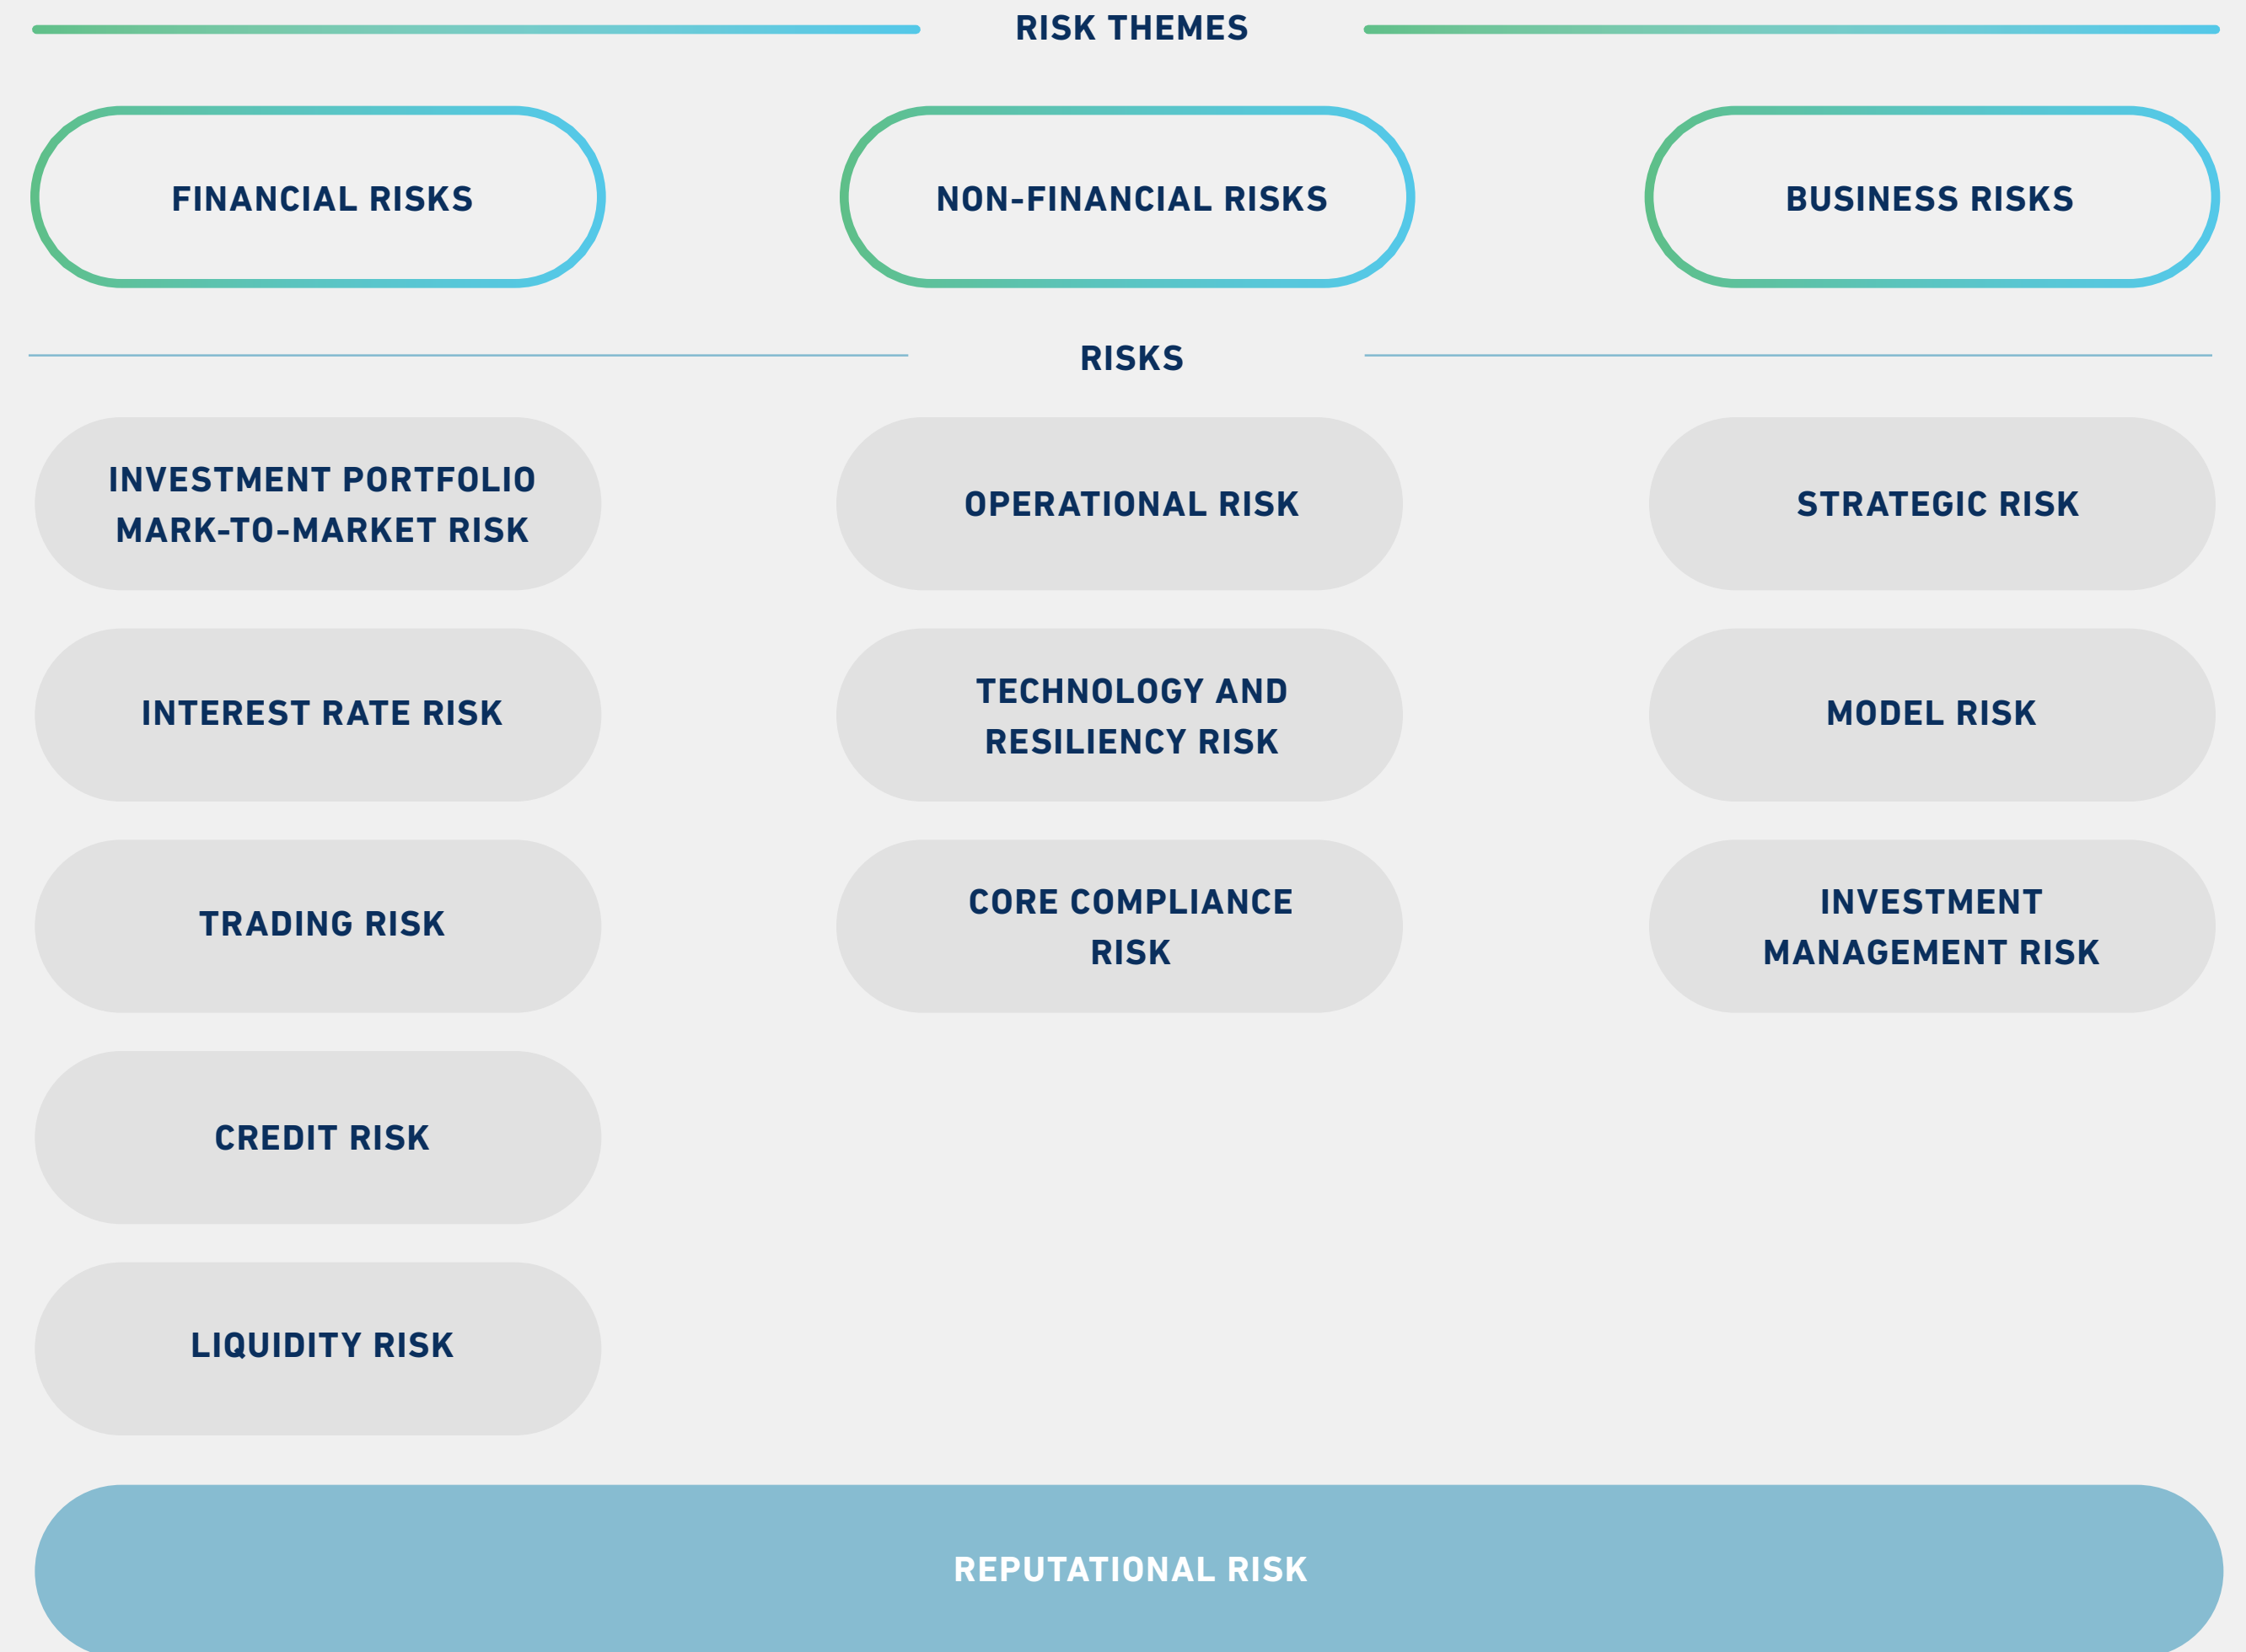 RISK THEMES
FINANCIAL RISKS
NON-FINANCIAL RISKS
BUSINESS RISKS
RISKS
INVESTMENT PORTFOLIO
MARK-TO-MARKET RISK
INTEREST RATE RISK
TRADING RISK
CREDIT RISK
LIQUIDITY RISK
OPERATIONAL RISK
TECHNOLOGY AND
RESILIENCY RISK
CORE COMPLIANCE
RISK
STRATEGIC RISK
MODEL RISK
INVESTMENT
MANAGEMENT RISK
REPUTATIONAL RISK